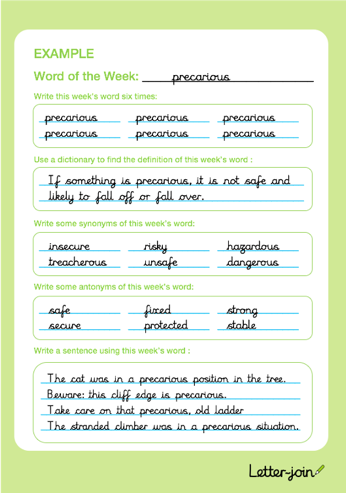 EXAMPLE
Word of the Week: precarious
Write this week's word six times:
precarious precarious precarious
precarious precarious precarious
Use a dictionary to find the definition of this week's word :
If something is precarious, it is not safe and
likely to fall off or fall over.
Write some synonyms of this week's word:
insecure risky hazardous
treacherous unsafe dangerous
Write some antonyms of this week's word:
safe fixed strong
secure protected stable
Write a sentence using this week's word :
The cat was in a precarious position in the tree.
Beware: this cliff edge is precarious.
Take care on that precarious, old ladder
The stranded climber was in a precarious situation.
Letter-join